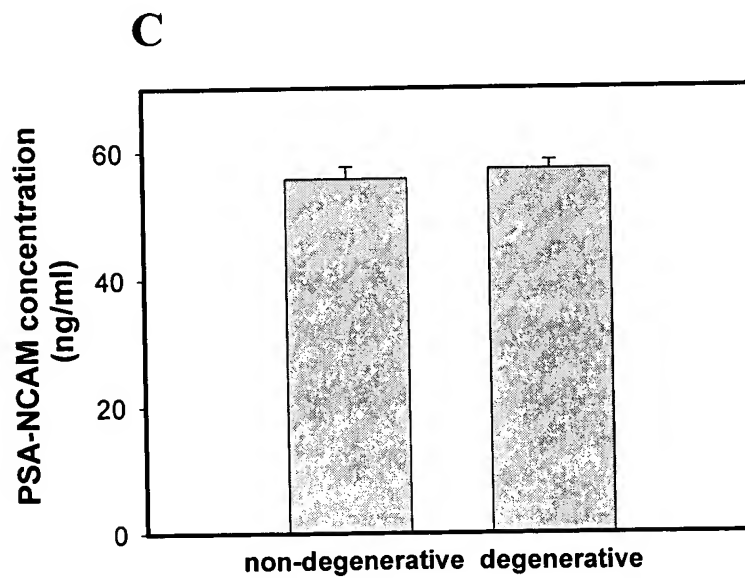 C
PSA-NCAM concentration
(ng/ml)
60
40
20
0
non-degenerative degenerative